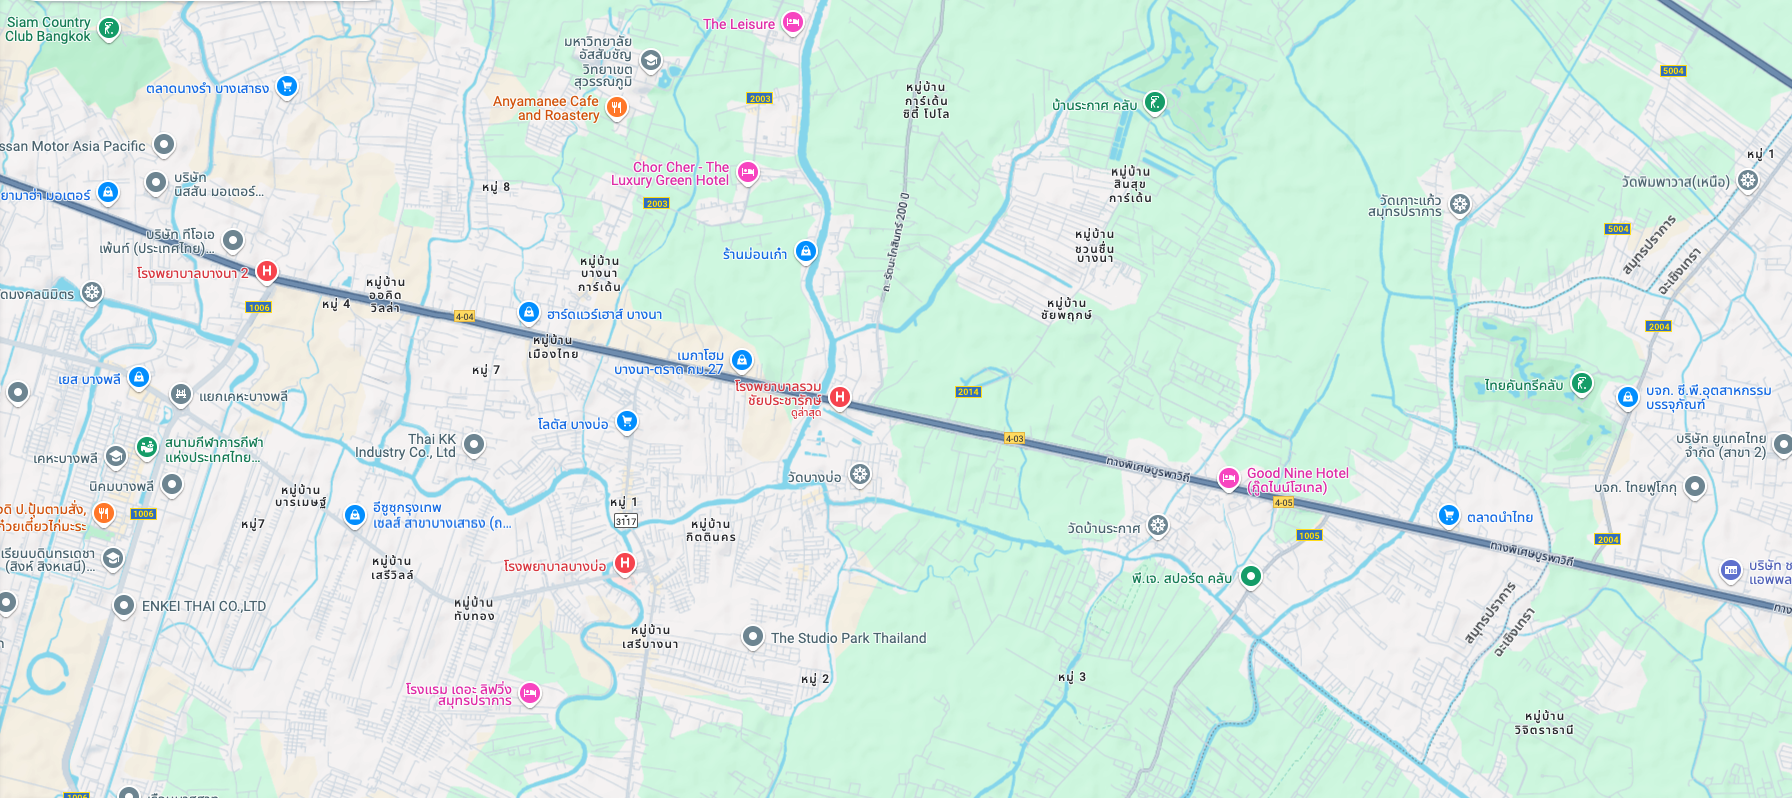 Siam Country
Club Bangkok
ตลาดนางรำ บางเสาธง
ssan Motor Asia Pacific
บริษัท
นิสสัน มอเตอร์...
ยามาฮ่า มอเตอร์
บริษัท ทีโอเอ
เพ้นท์ (ประเทศไทย)...
โรงพยาบาลบางนา 2
ดมงคลนิมิตร
1006
หมู่ 4
หมู่บ้าน
ออคิด
วิลล่า
4-04
หมู่ 8
The Leisure
มหาวิทยาลัย
อัสสัมชัญ
วิทยาเขต
สุวรรณภูมิ
Anyamanee Cafe
and Roastery
2003
Chor Cher - The
Luxury Green Hotel
2003
ร้านม่อนเก๋า
หมู่บ้าน
บางนา
การ์เด้น
ฮาร์ดแวร์เฮาส์ บางนา
หมู่บ้าน
เมืองไทย
หมู่ 7
เมกาโฮม
บางนา-ตราด กม.27
โรงพยาบาลรวม
ชัยประชารักษ์
ดูล่าสุด
หมู่บ้าน
การ์เด้น
ซิตี้ โปโล
ถ. รัตนะโกสินทร์ 200 ปี
บ้านระกาศ คลับ
หมู่บ้าน
สินสุข
การ์เด้น
หมู่บ้าน
ชวนชื่น
บางนา
หมู่บ้าน
ชัยพฤกษ์
2014
4-03
ทางพิเศษบูรพาวิถี
5004
หมู่ 1
วัดพิมพาวาส(เหนือ)
วัดเกาะแก้ว
สมุทรปราการ
5004
สมุทรปราการ
ฉะเชิงเทรา
2004
ไทยคันทรีคลับ
บจก. ซี.พี.อุตสาหกรรม
บรรจุภัณฑ์
บริษัท ยูแทคไทย
จำกัด (สาขา 2)
บจก. ไทยฟูโกกุ
2004
บริษัท ช
แอพพล
ทาง
เยส บางพลี
แยกเคหะบางพลี
สนามกีฬาการกีฬา
แห่งประเทศไทย...
เคหะบางพลี
นิคมบางพลี
วดิ ป.ปุ้มตามสั่ง,
ก๋วยเตี๋ยวไก่มะระ
1006
เรียนบดินทรเดชา
(สิงห์ สิงหเสนี)...
ENKEI THAI CO.,LTD
Thai KK
Industry Co., Ltd
โลตัส บางบ่อ
หมู่บ้าน
บารเมษฐ์
หมู่7
อีซูซุกรุงเทพ
เซลส์ สาขาบางเสาธง (ถ...
หมู่บ้าน
เสรีวิลล์
หมู่ 1
3117
หมู่บ้าน
กิตตินคร
โรงพยาบาลบางบ่อ
หมู่บ้าน
ทับทอง
หมู่บ้าน
เสรีบางนา
The Studio Park Thailand
โรงแรม เดอะ ลิฟวิ่ง
สมุทรปราการ
หมู่ 2
วัดบางบ่อ
วัดบ้านระกาศ
Good Nine Hotel
(กู๊ดไนน์โฮเทล)
4-05
1005
ตลาดนำไทย
ทางพิเศษบูรพาวิถี
พี.เจ. สปอร์ต คลับ
สมุทรปราการ
ฉะเชิงเทรา
หมู่ 3
หมู่บ้าน
วิจิตราธานี
1006